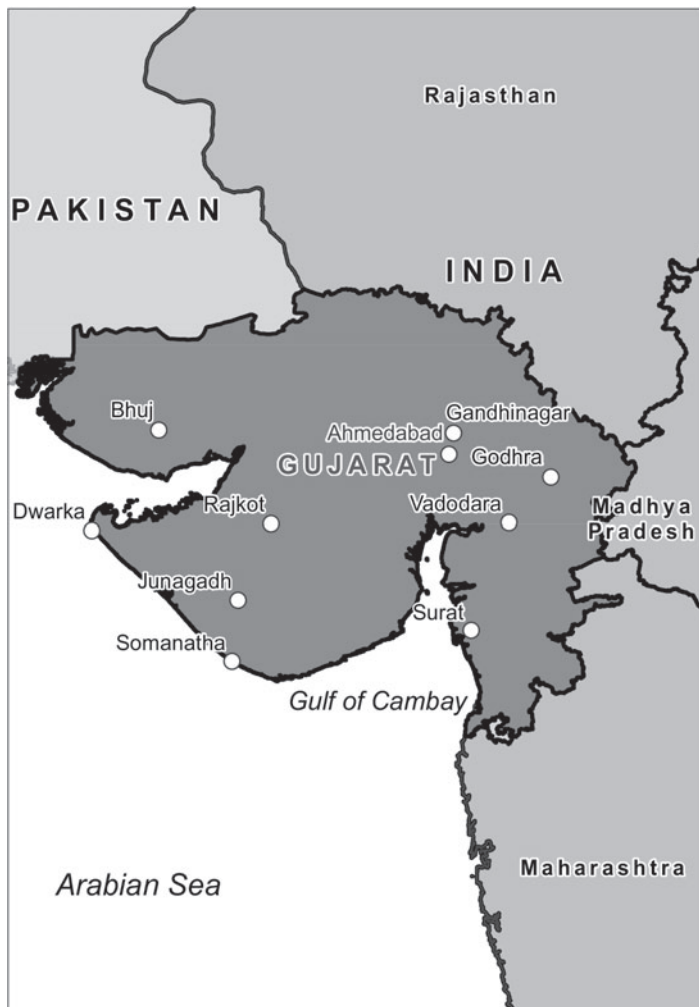 Rajasthan
PAKISTAN
INDIA
Bhuj
Gandhinagar
Ahmedabad
GUJARAT
Godhra
Dwarka
Rajkot
Vadodara
Madhya
Pradesh
Junagadh
Surat
Somanatha
Gulf of Cambay
Maharashtra
Arabian Sea